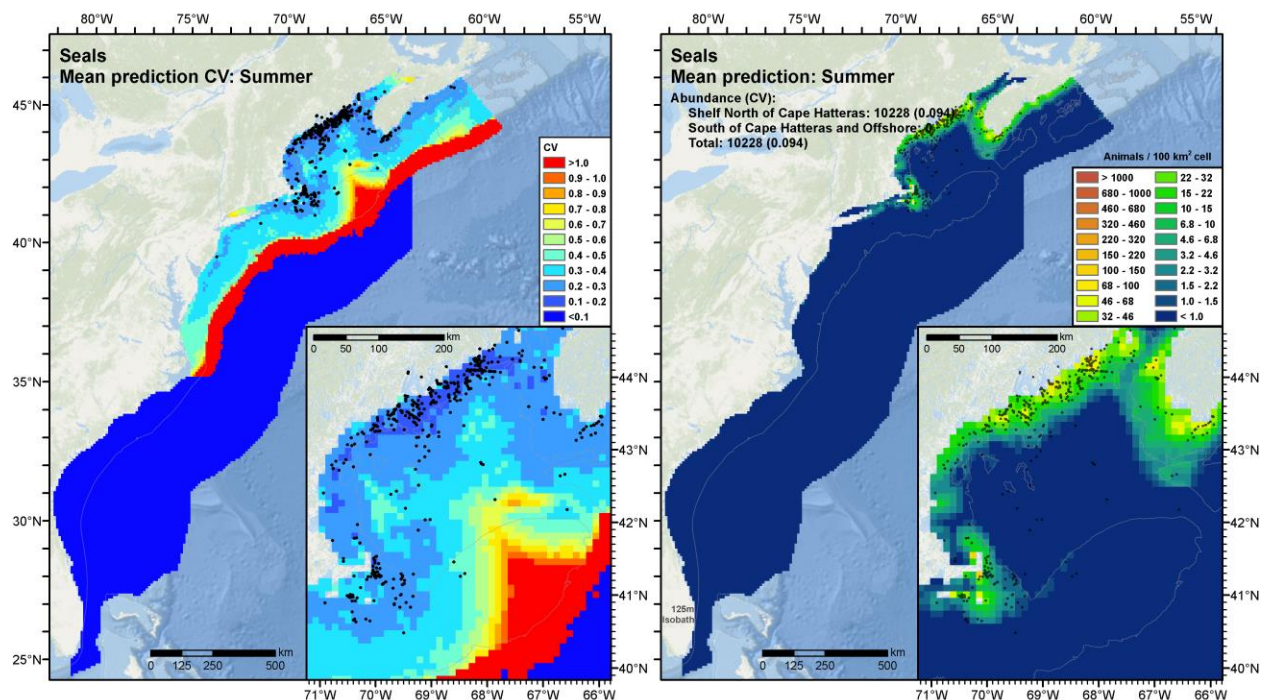 80°W 75°W 70°W 65°W 60°W 55°W
Seals
Mean prediction CV: Summer
45°N
40°N
35°N
30°N
25°N
CV
>1.0
0.9 - 1.0
0.8 - 0.9
0.7 - 0.8
0.6 - 0.7
0.5 - 0.6
0.4 - 0.5
0.3 - 0.4
0.2 - 0.3
0.1 - 0.2
<0.1
km
0 50 100 200
44°N
43°N
42°N
41°N
40°N
km
0 125 250 500
71°W 70°W 69°W 68°W 67°W 66°W
80°W 75°W 70°W 65°W 60°W 55°W
Seals
Mean prediction: Summer
Abundance (CV):
Shelf North of Cape Hatteras: 10228 (0.094)
South of Cape Hatteras and Offshore: 0
Total: 10228 (0.094)
45°N
40°N
35°N
30°N
25°N
Animals / 100 km² cell
> 1000 22 - 32
680 - 1000 15 - 22
460 - 680 10 - 15
320 - 460 6.8 - 10
220 - 320 4.6 - 6.8
150 - 220 3.2 - 4.6
100 - 150 2.2 - 3.2
68 - 100 1.5 - 2.2
46 - 68 1.0 - 1.5
32 - 46 < 1.0
km
0 50 100 200
44°N
43°N
42°N
41°N
40°N
125m
Isobath
km
0 125 250 500
71°W 70°W 69°W 68°W 67°W 66°W